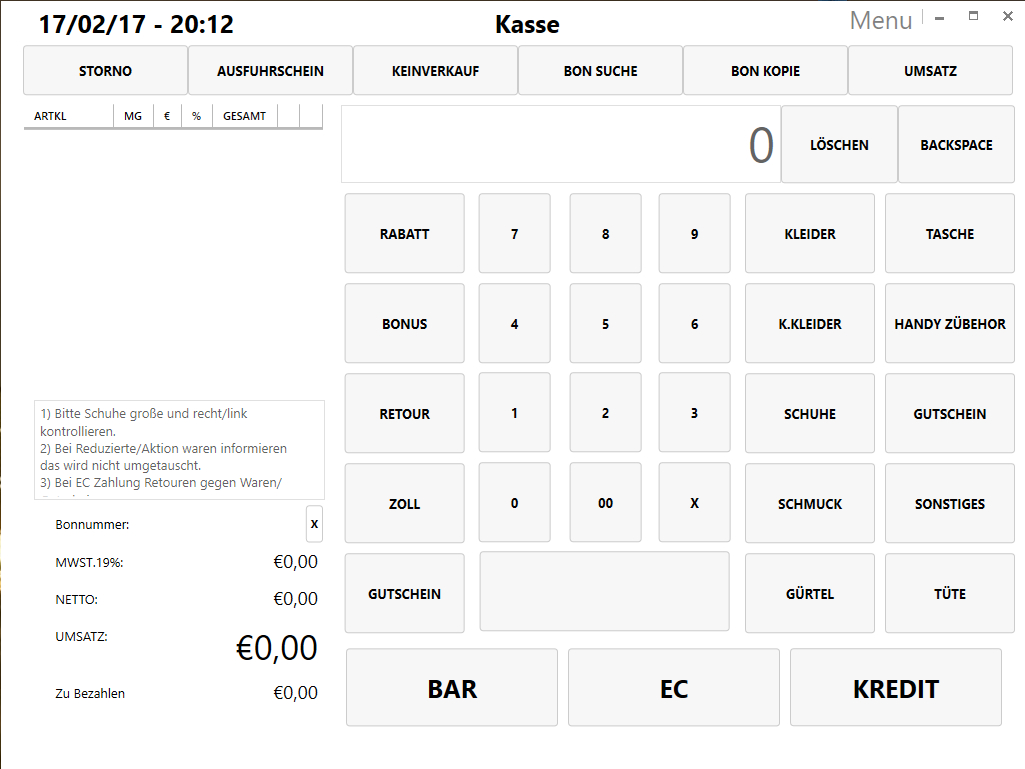 17/02/17 - 20:12
Kasse
Menu
STORNO
AUSFUHRSCHEIN
KEINVERKAUF
BON SUCHE
BON KOPIE
UMSATZ
ARTKL MG € % GESAMT
0
LÖSCHEN
BACKSPACE
RABATT
7
8
9
KLEIDER
TASCHE
BONUS
4
5
6
K.KLEIDER
HANDY ZÜBEHOR
RETOUR
1
2
3
SCHUHE
GUTSCHEIN
ZOLL
0
00
X
SCHMUCK
SONSTIGES
GUTSCHEIN
GÜRTEL
TÜTE
1) Bitte Schuhe große und recht/link
kontrollieren.
2) Bei Reduzierte/Aktion waren informieren
das wird nicht umgetauscht.
3) Bei EC Zahlung Retouren gegen Waren/
Bonnummer:
X
MWST.19%: €0,00
NETTO: €0,00
UMSATZ: €0,00
Zu Bezahlen €0,00
BAR
EC
KREDIT